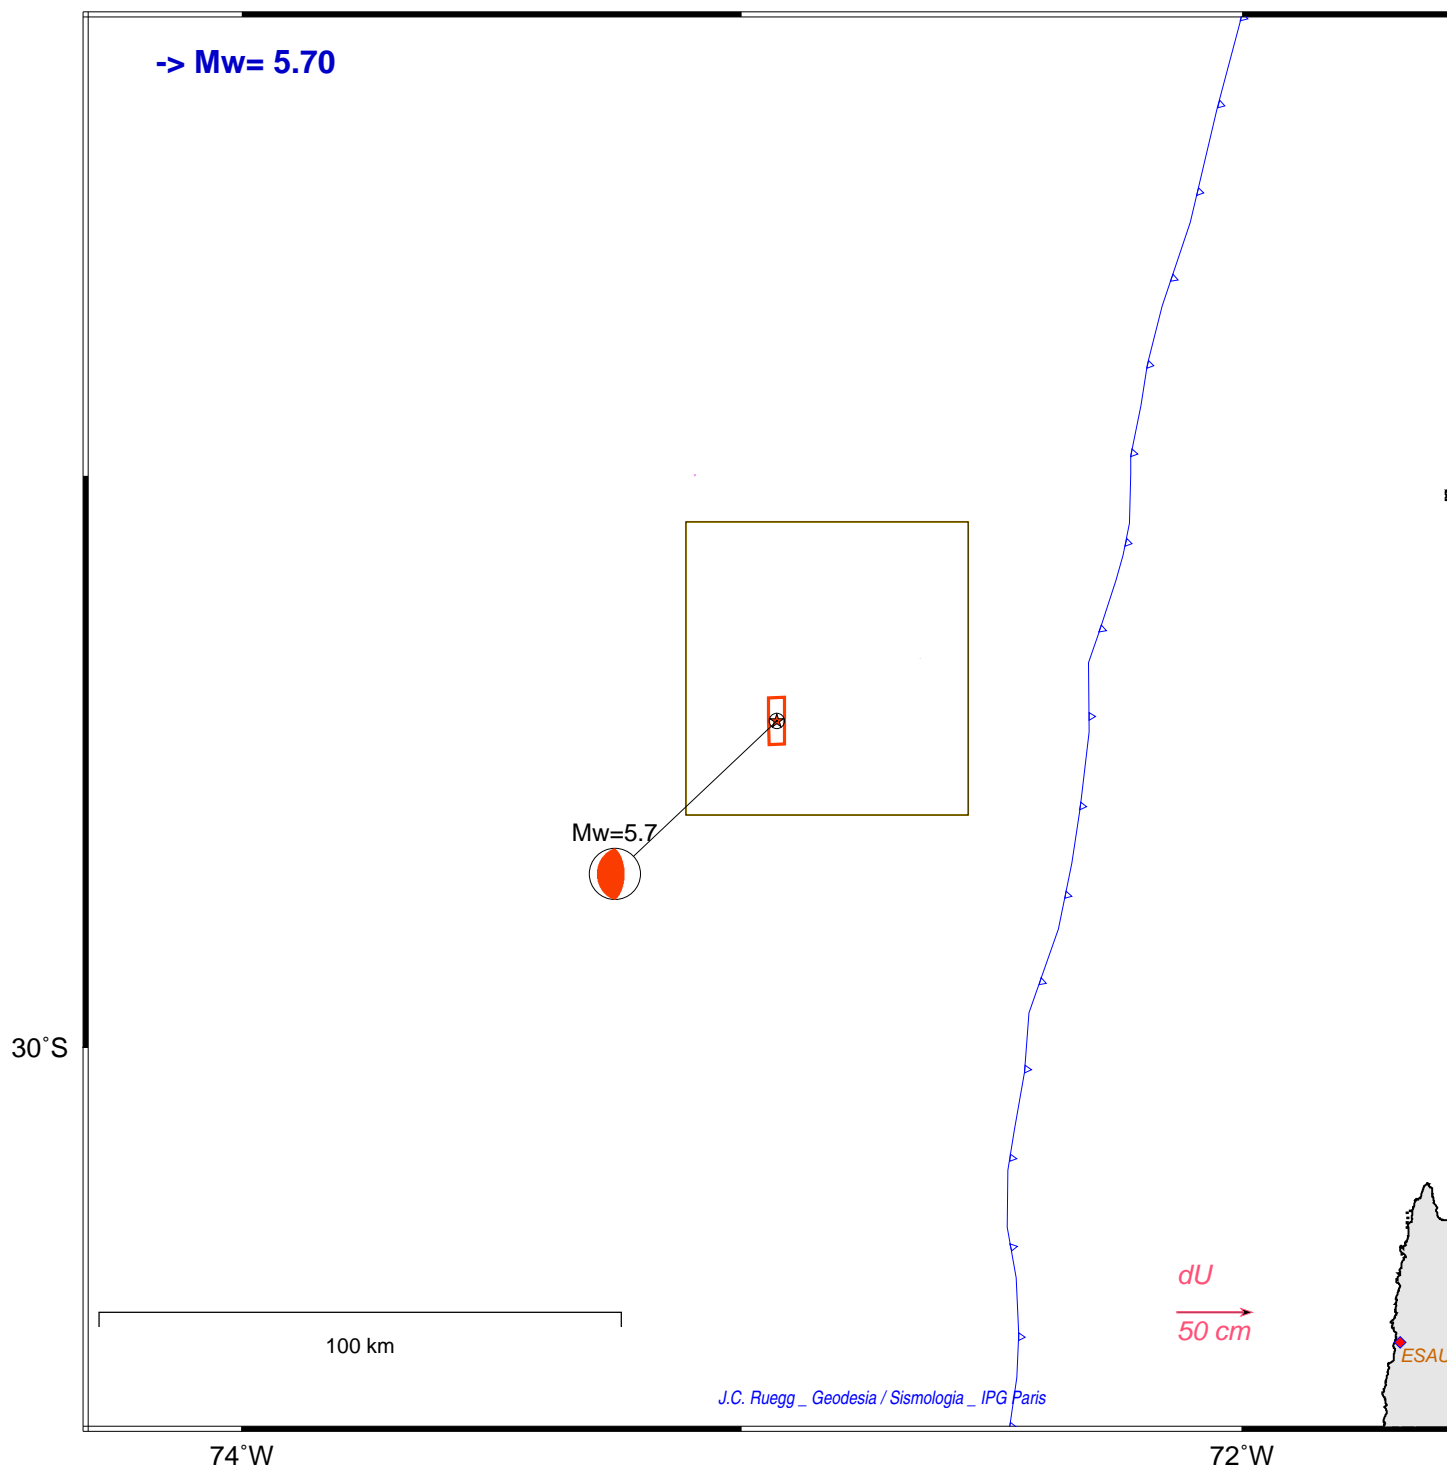 -> Mw= 5.70
Mw=5.7
30˚S
dU
50 cm
100 km
ESAU
J.C. Ruegg _ Geodesia / Sismologia _ IPG Paris
74˚W
72˚W